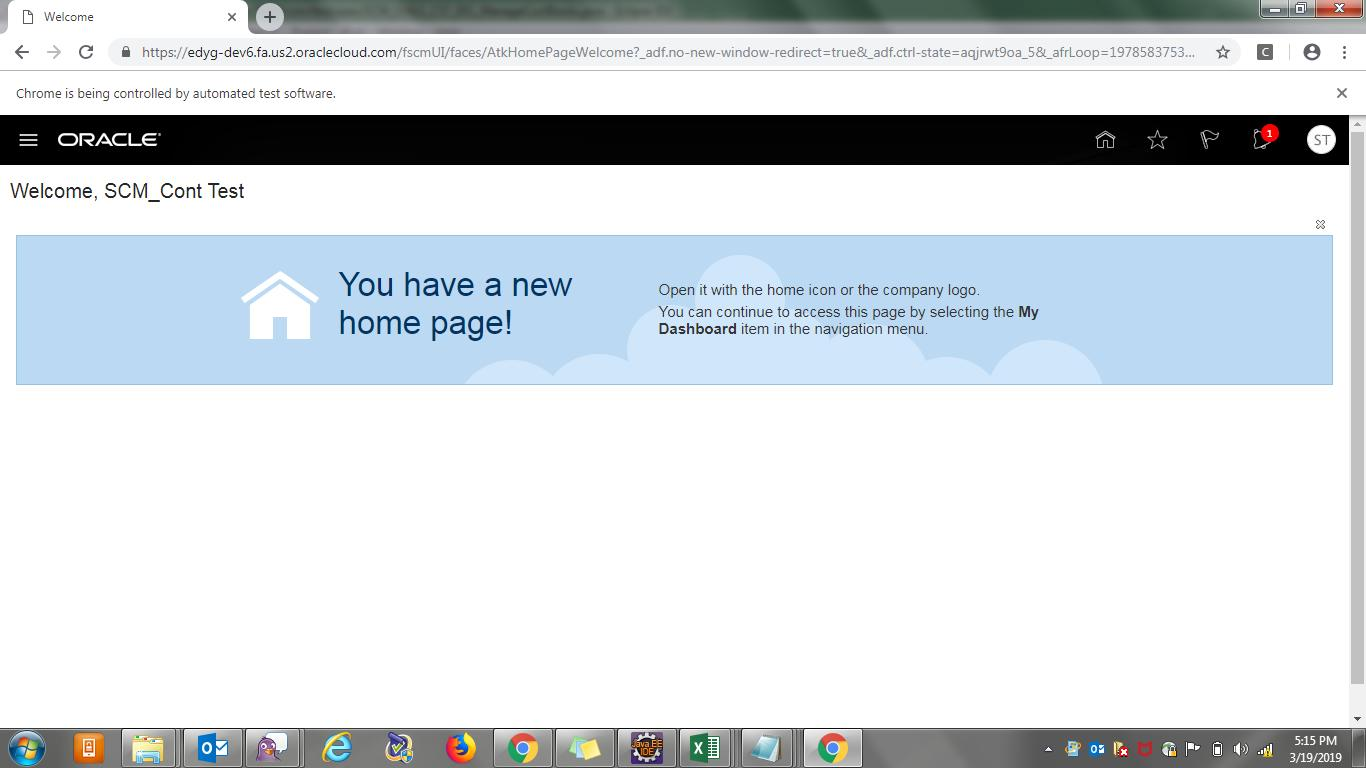 Welcome
https://edyg-dev6.fa.us2.oraclecloud.com/fscmUI/faces/AtkHomePageWelcome?_adf.no-new-window-redirect=true&_adf.ctrl-state=aqjrwt9oa_5&_afrLoop=1978583753...
C
Chrome is being controlled by automated test software.
ORACLE
1
ST
Welcome, SCM_Cont Test
You have a new
home page!
Open it with the home icon or the company logo.
You can continue to access this page by selecting the My
Dashboard item in the navigation menu.
Java EE
IDE
5:15 PM
3/19/2019